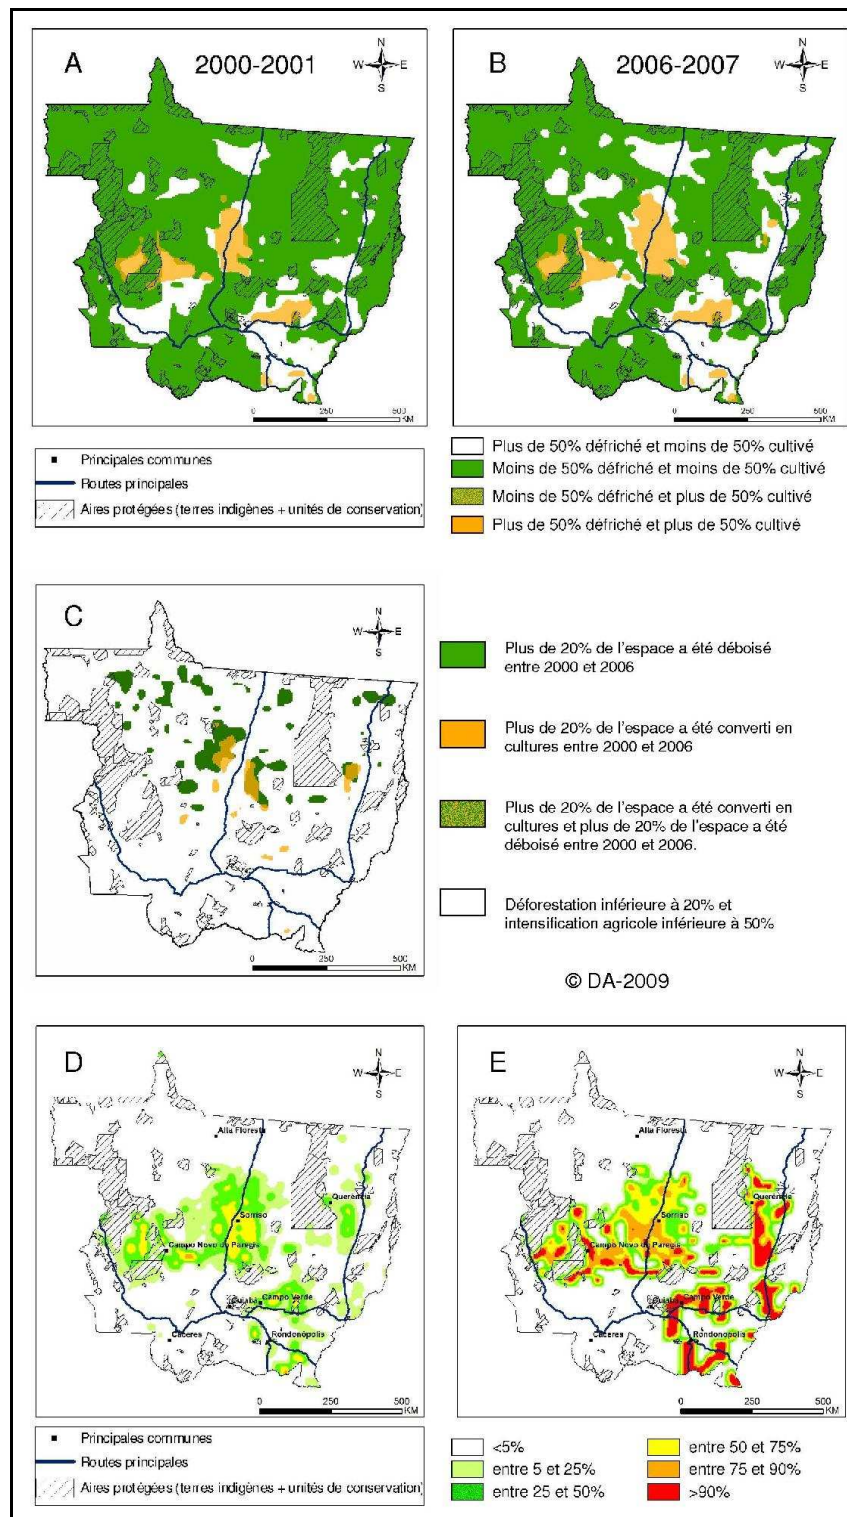 A
2000-2001
N
W
E
S
0
250
500
KM
B
2006-2007
N
W
E
S
0
250
500
KM
Principales communes
Routes principales
Aires protégées (terres indigènes + unités de conservation)
Plus de 50% défriché et moins de 50% cultivé
Moins de 50% défriché et moins de 50% cultivé
Moins de 50% défriché et plus de 50% cultivé
Plus de 50% défriché et plus de 50% cultivé
C
N
W
E
S
0
250
500
KM
Plus de 20% de l'espace a été déboisé
entre 2000 et 2006
Plus de 20% de l'espace a été converti en
cultures entre 2000 et 2006
Plus de 20% de l'espace a été converti en
cultures et plus de 20% de l'espace a été
déboisé entre 2000 et 2006.
Déforestation inférieure à 20% et
intensification agricole inférieure à 50%
© DA-2009
D
N
W
E
S
Alta Floresta
Querência
Sorriso
Campo Novo do Parecis
Cuiabá
Campo Verde
Cáceres
Rondonópolis
0
250
500
KM
E
N
W
E
S
Alta Floresta
Querência
Sorriso
Campo Novo do Parecis
Cuiabá
Campo Verde
Cáceres
Rondonópolis
0
250
500
KM
Principales communes
Routes principales
Aires protégées (terres indigènes + unités de conservation)
<5%
entre 5 et 25%
entre 25 et 50%
entre 50 et 75%
entre 75 et 90%
>90%